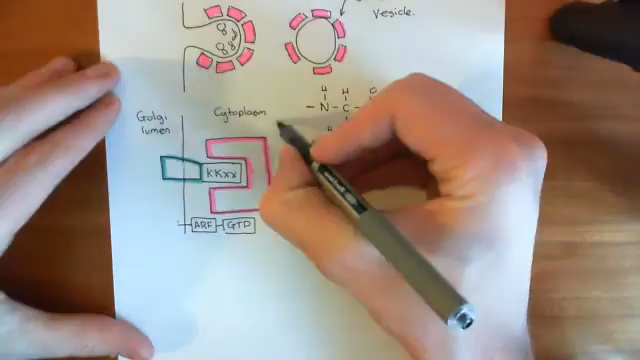 Vesicle.
Golgi
lumen
Cytoplasm
H H O
- N - C -
H
KKxx
ARF - GTP